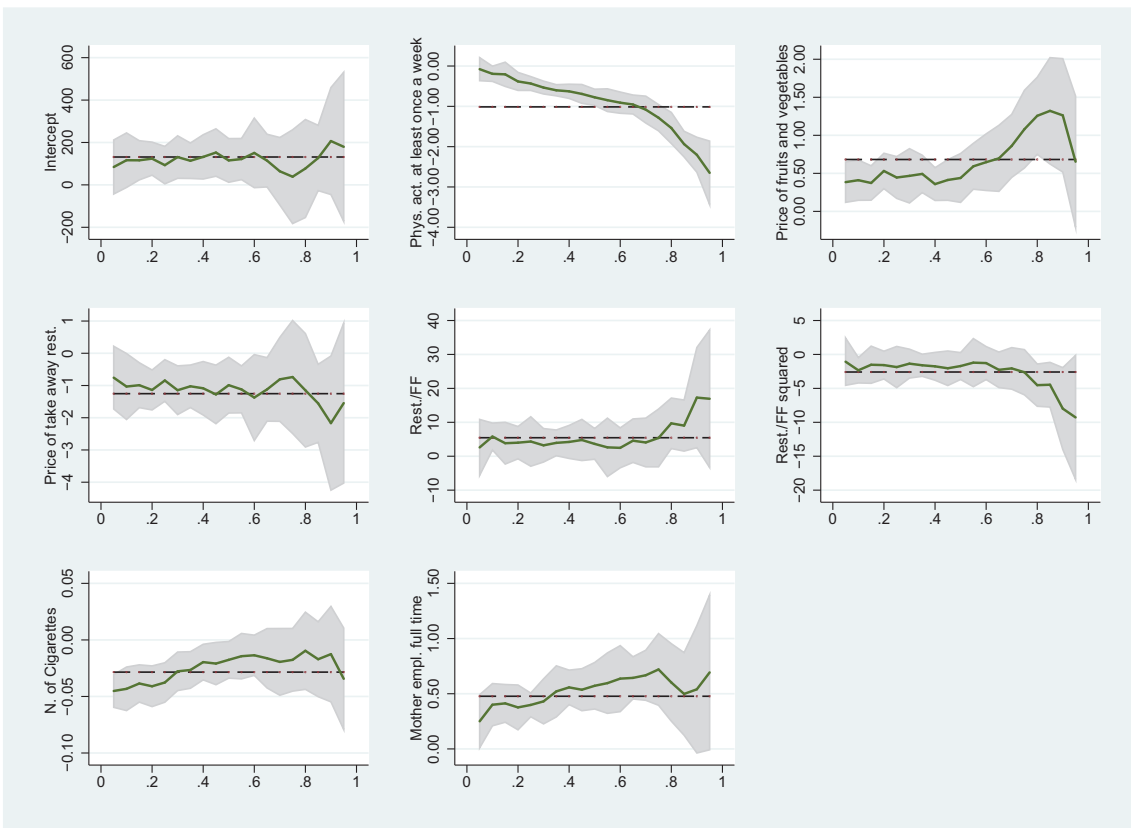 Intercept
600
400
200
0
−200
0 .2 .4 .6 .8 1
Phys. act. at least once a week
0.00
−1.00
−2.00
−3.00
−4.00
0 .2 .4 .6 .8 1
Price of fruits and vegetables
2.00
1.50
1.00
0.50
0.00
0 .2 .4 .6 .8 1
Price of take away rest.
1
0
−1
−2
−3
−4
0 .2 .4 .6 .8 1
Rest./FF
40
30
20
10
0
−10
0 .2 .4 .6 .8 1
Rest./FF squared
5
0
−5
−10
−15
−20
0 .2 .4 .6 .8 1
N. of Cigarettes
0.05
0.00
−0.05
−0.10
0 .2 .4 .6 .8 1
Mother empl. full time
1.50
1.00
0.50
0.00
0 .2 .4 .6 .8 1